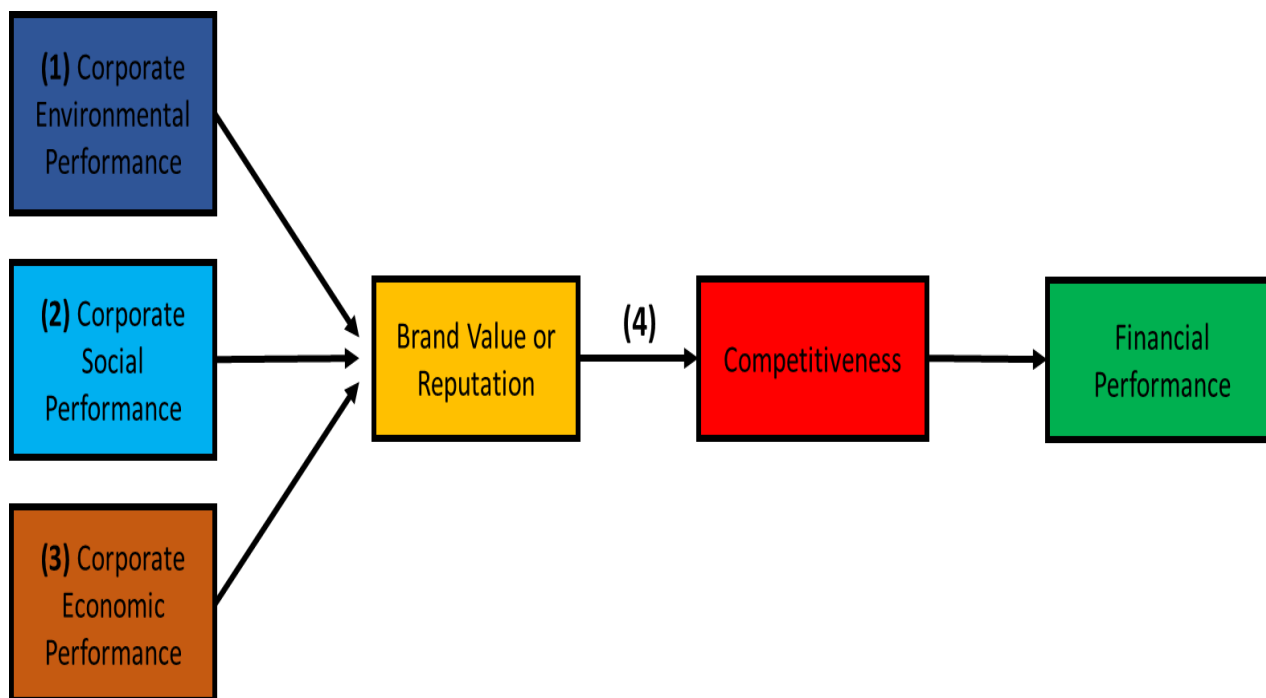 (1) Corporate
Environmental
Performance
(2) Corporate
Social
Performance
(3) Corporate
Economic
Performance
Brand Value or
Reputation
(4)
Competitiveness
Financial
Performance